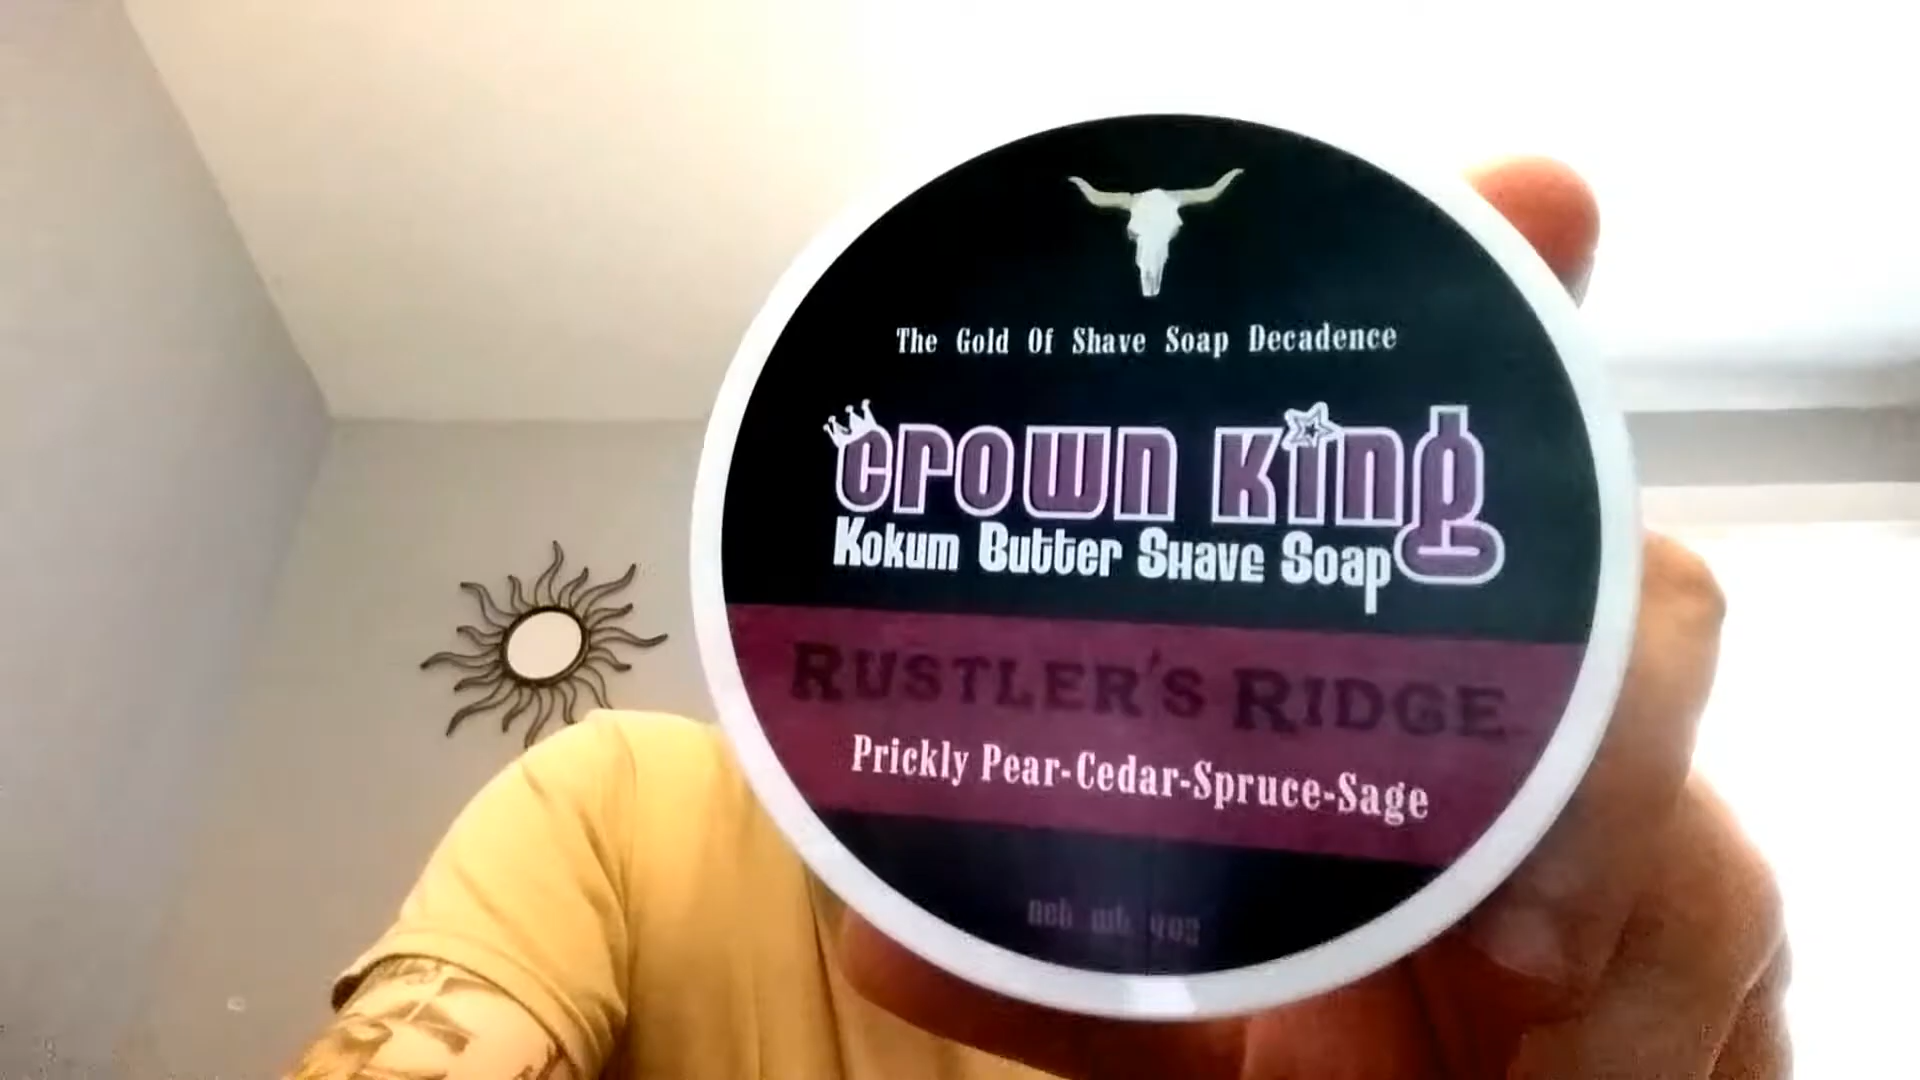 The Gold Of Shave Soap Decadence
crown king
Kokum Butter Shave Soap
RUSTLER'S RIDGE
Prickly Pear-Cedar-Spruce-Sage